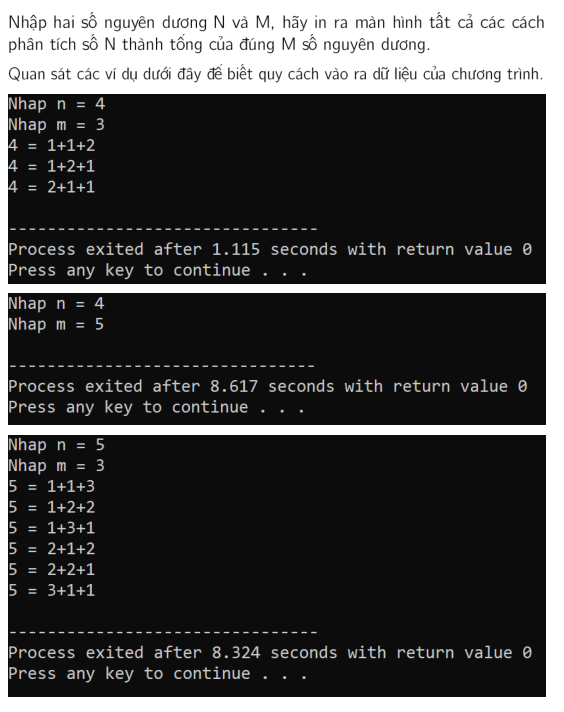 Nhập hai số nguyên dương N và M, hãy in ra màn hình tất cả các cách
phân tích số N thành tổng của đúng M số nguyên dương.
Quan sát các ví dụ dưới đây để biết quy cách vào ra dữ liệu của chương trình.
Nhap n = 4
Nhap m = 3
4 = 1+1+2
4 = 1+2+1
4 = 2+1+1
--------------------------------
Process exited after 1.115 seconds with return value 0
Press any key to continue . . .
Nhap n = 4
Nhap m = 5
--------------------------------
Process exited after 8.617 seconds with return value 0
Press any key to continue . . .
Nhap n = 5
Nhap m = 3
5 = 1+1+3
5 = 1+2+2
5 = 1+3+1
5 = 2+1+2
5 = 2+2+1
5 = 3+1+1
--------------------------------
Process exited after 8.324 seconds with return value 0
Press any key to continue . . .